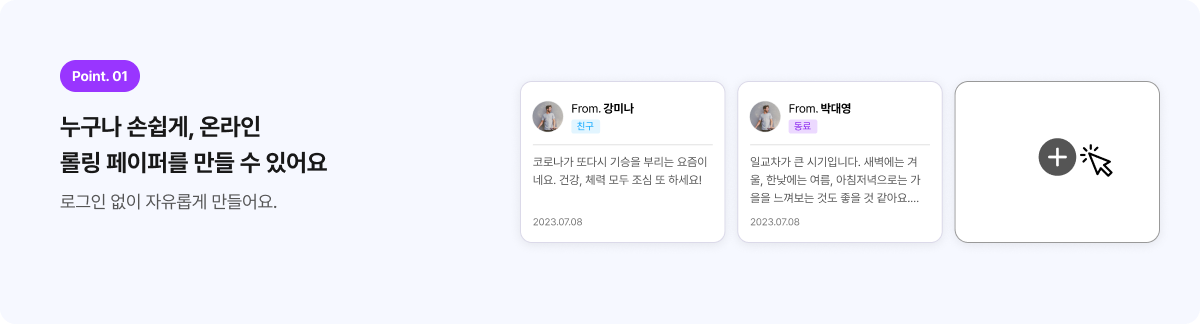 Point. 01
누구나 손쉽게, 온라인
롤링 페이퍼를 만들 수 있어요
로그인 없이 자유롭게 만들어요.
From. 강미나
친구
코로나가 또다시 기승을 부리는 요즘이
네요. 건강, 체력 모두 조심 또 하세요!
2023.07.08
From. 박대영
동료
일교차가 큰 시기입니다. 새벽에는 겨
울, 한낮에는 여름, 아침저녁으로는 가
을을 느껴보는 것도 좋을 것 같아요....
2023.07.08